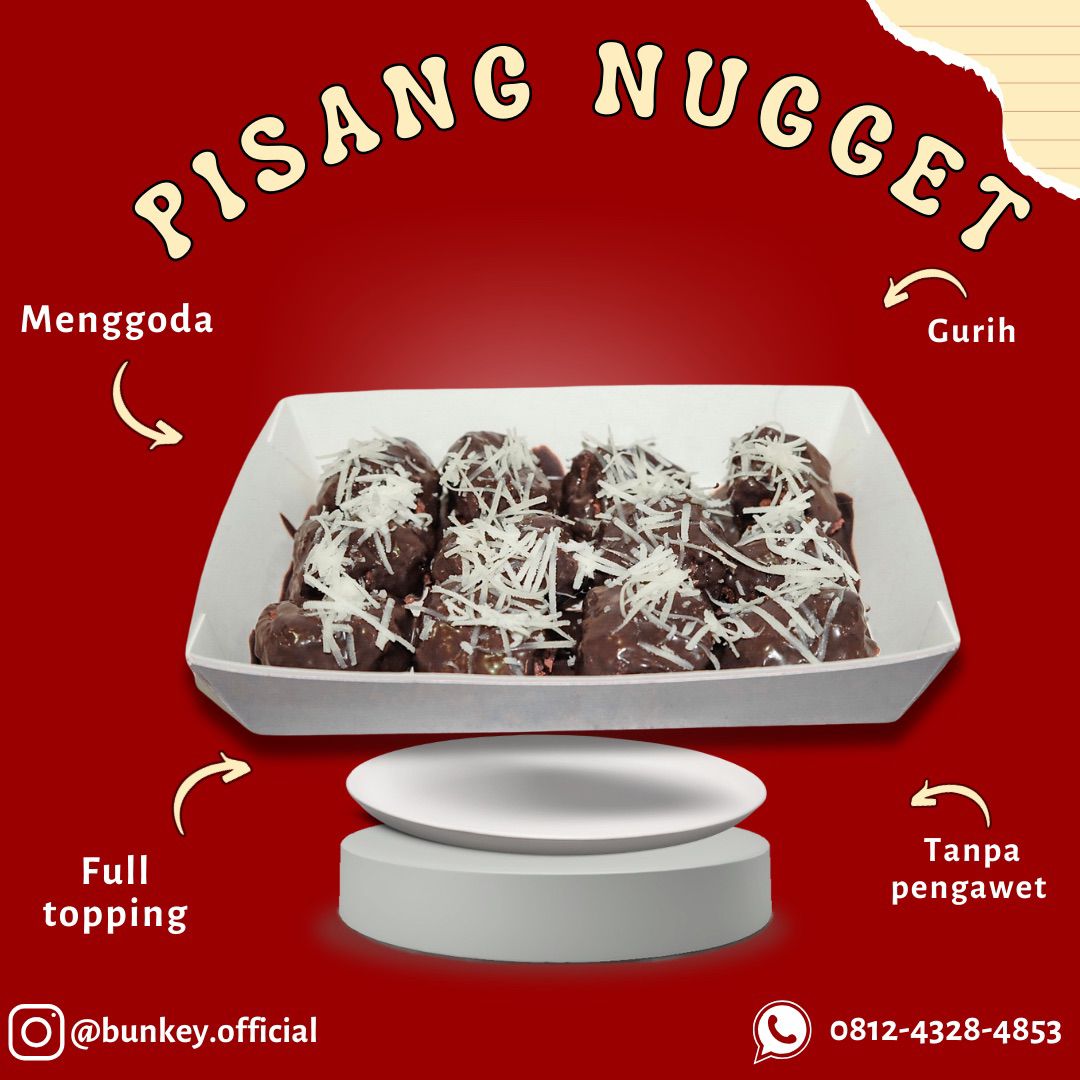 PISANG NUGGET
Menggoda
Gurih
Full
topping
Tanpa
pengawet
@bunkey.official
0812-4328-4853